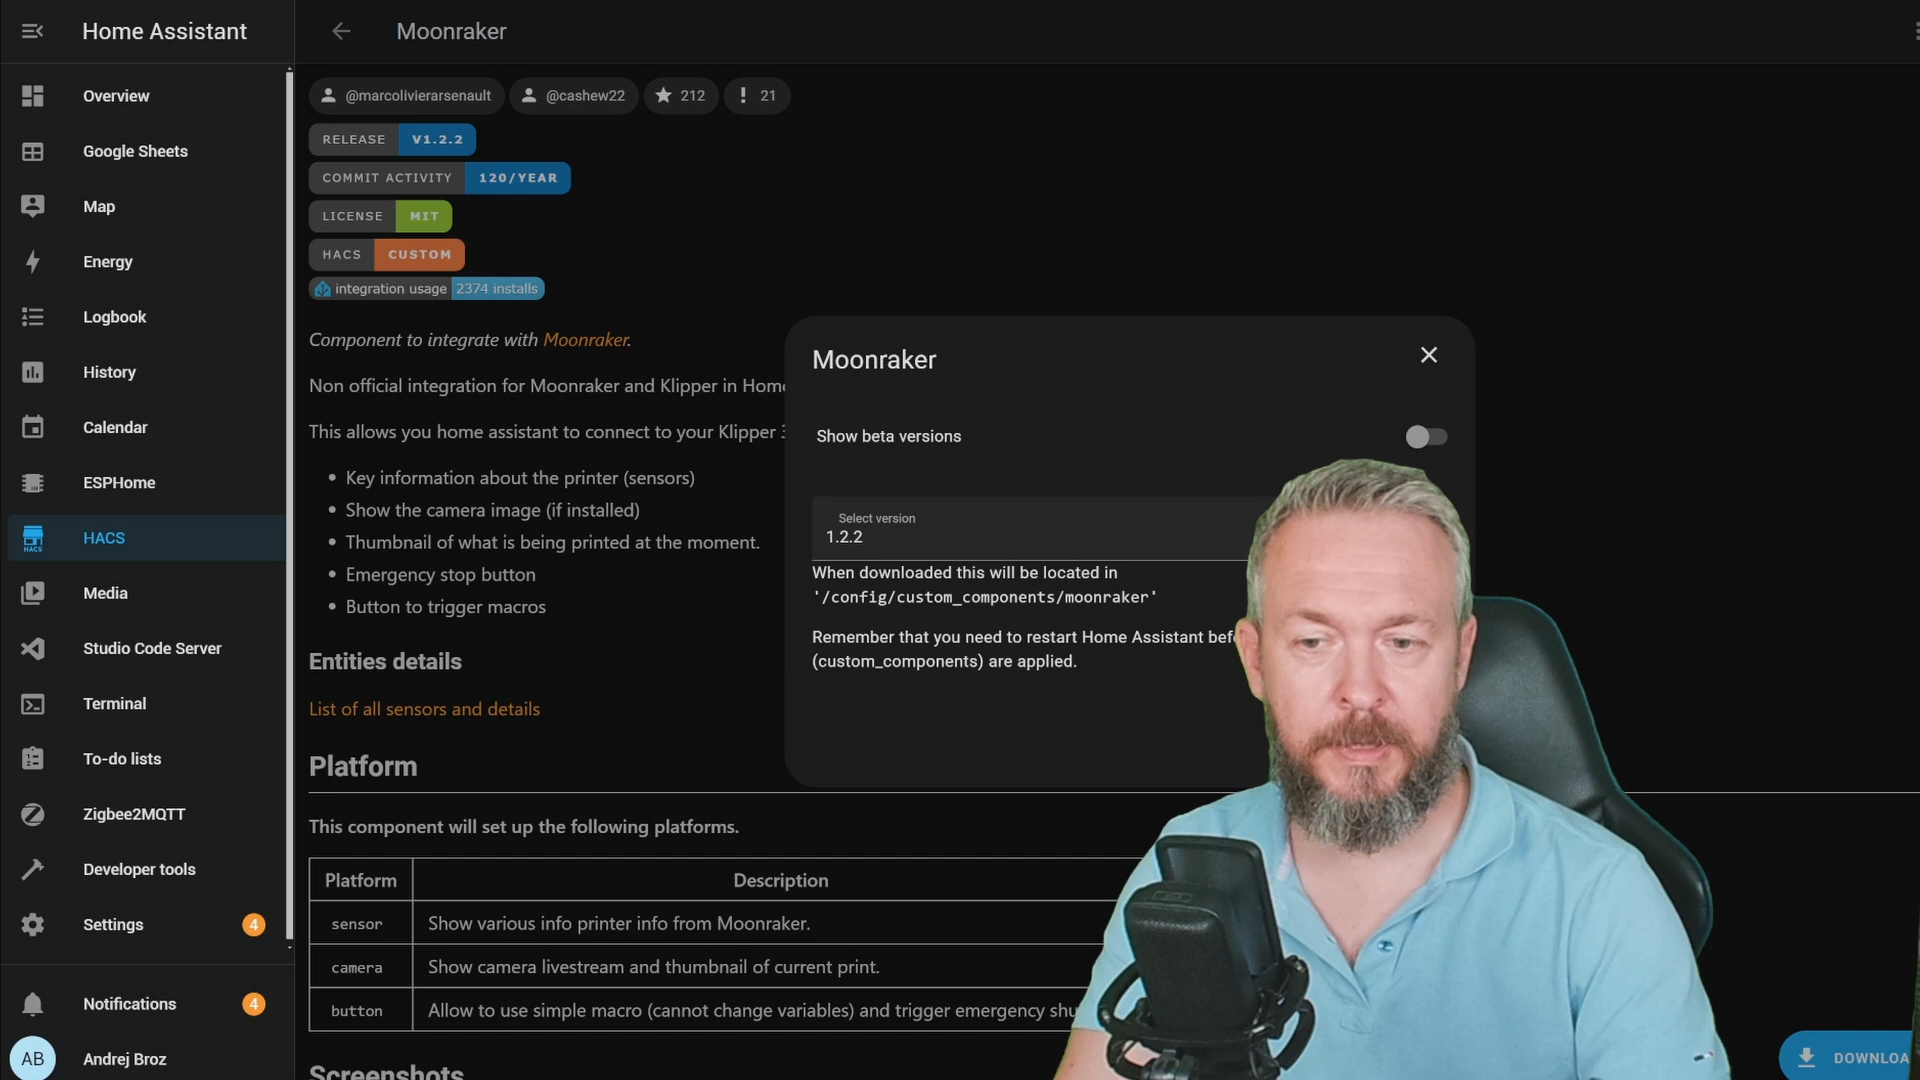 Home Assistant
Overview
Google Sheets
Map
Energy
Logbook
History
Calendar
ESPHome
HACS
HACS
Media
Studio Code Server
Terminal
To-do lists
Zigbee2MQTT
Developer tools
Settings
4
Notifications
4
AB
Andrej Broz
Moonraker
@marcolivierarsenault
@cashew22
212
21
RELEASE V1.2.2
COMMIT ACTIVITY 120/YEAR
LICENSE MIT
HACS CUSTOM
integration usage 2374 installs
Component to integrate with Moonraker.
Non official integration for Moonraker and Klipper in
This allows you home assistant to connect to your Klipper
• Key information about the printer (sensors)
• Show the camera image (if installed)
• Thumbnail of what is being printed at the moment.
• Emergency stop button
• Button to trigger macros
Entities details
List of all sensors and details
Platform
This component will set up the following platforms.
Platform Description
sensor Show various info printer info from Moonraker.
camera Show camera livestream and thumbnail of current print.
button Allow to use simple macro (cannot change variables) and trigger emergency
Screenshots
Moonraker
Show beta versions
Select version
1.2.2
When downloaded this will be located in
'/config/custom_components/moonraker'
Remember that you need to restart Home Assistant
(custom_components) are applied.